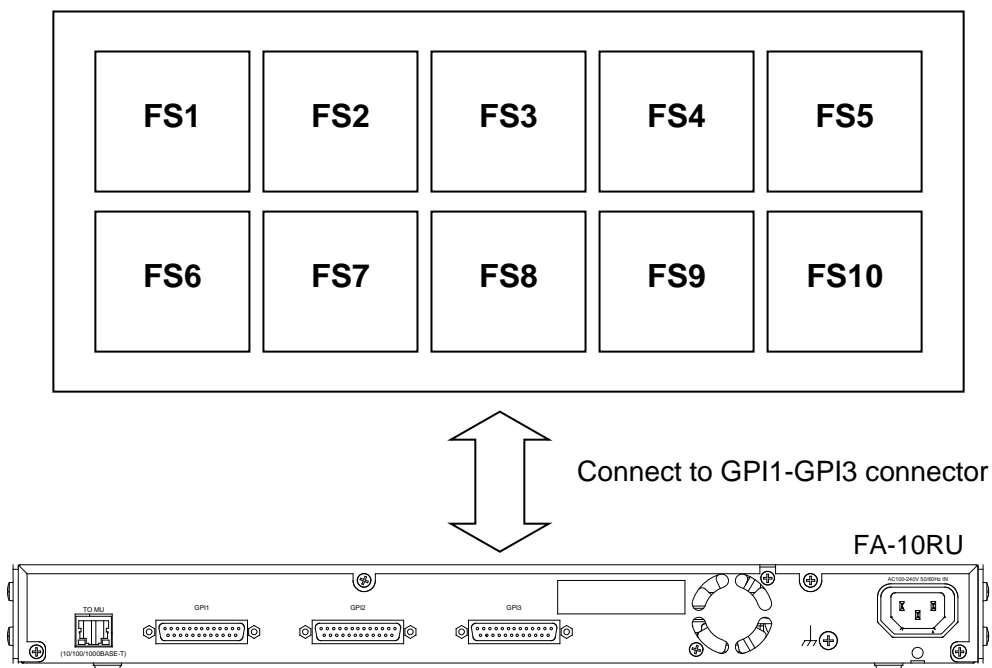 FS1 FS2 FS3 FS4 FS5
FS6 FS7 FS8 FS9 FS10
Connect to GPI1-GPI3 connector
FA-10RU
AC100-240V 50/60Hz IN
TO MU GPI1 GPI2 GPI3
(10/100/1000BASE-T)